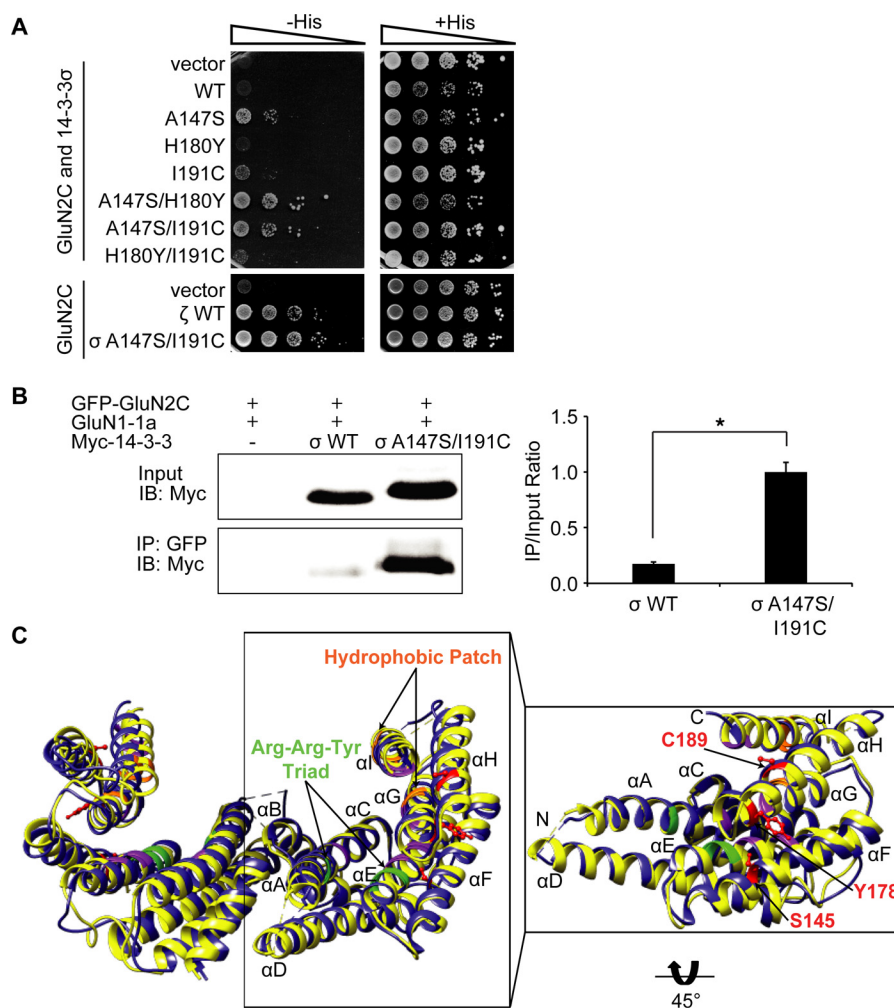 A
-His
+His
GluN2C and 14-3-3σ
vector
WT
A147S
H180Y
I191C
A147S/H180Y
A147S/I191C
H180Y/I191C
GluN2C
vector
ζ WT
σ A147S/I191C
B
GFP-GluN2C + + +
GluN1-1a + + +
Myc-14-3-3 - σ WT σ A147S/I191C
Input
IB: Myc
IP: GFP
IB: Myc
IP/Input Ratio
1.5
1.0
0.5
0.0
*
σ WT
σ A147S/
I191C
C
Hydrophobic Patch
Arg-Arg-Tyr
Triad
αI
αH
αG
αB
αC
αA
αE
αF
αD
C
αI
αH
C189
αC
αA
αG
N
αE
αF
αD
Y178
S145
45°